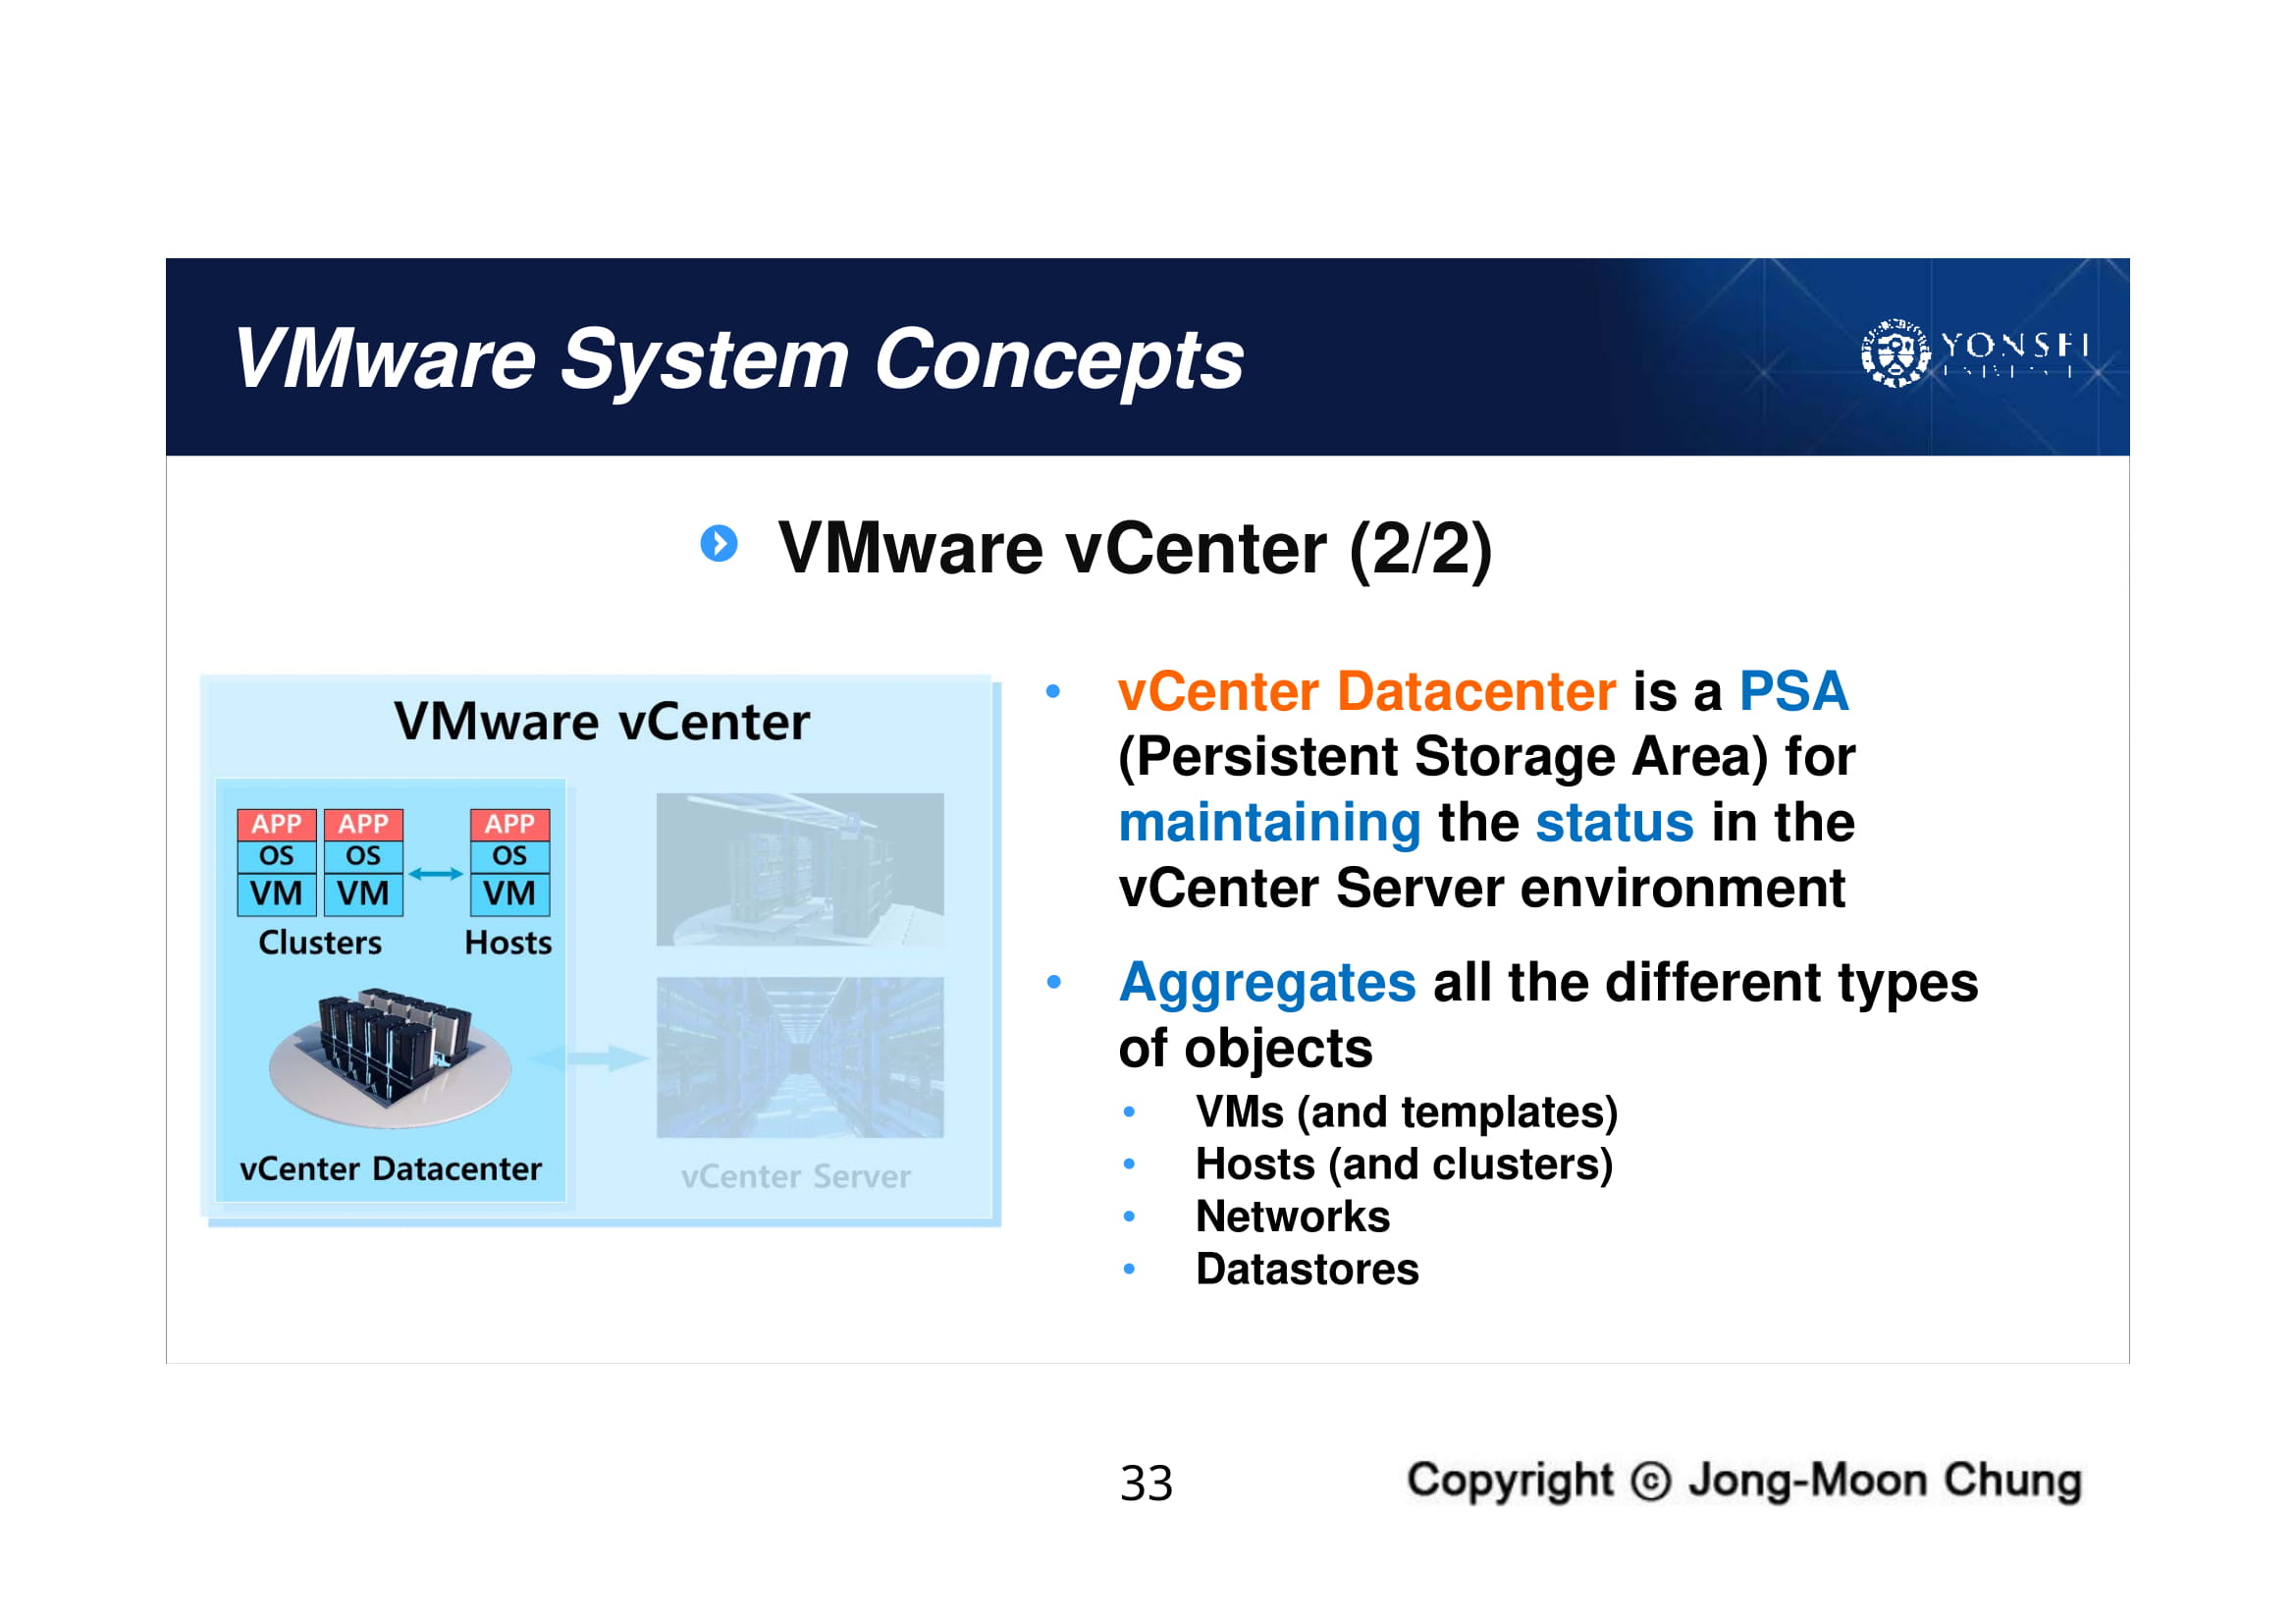 VMware System Concepts
YONSEI
VMware vCenter (2/2)
VMware vCenter
APP APP APP
OS OS OS
VM VM VM
Clusters Hosts
vCenter Datacenter
vCenter Server
• vCenter Datacenter is a PSA
(Persistent Storage Area) for
maintaining the status in the
vCenter Server environment
• Aggregates all the different types
of objects
• VMs (and templates)
• Hosts (and clusters)
• Networks
• Datastores
33
Copyright © Jong-Moon Chung